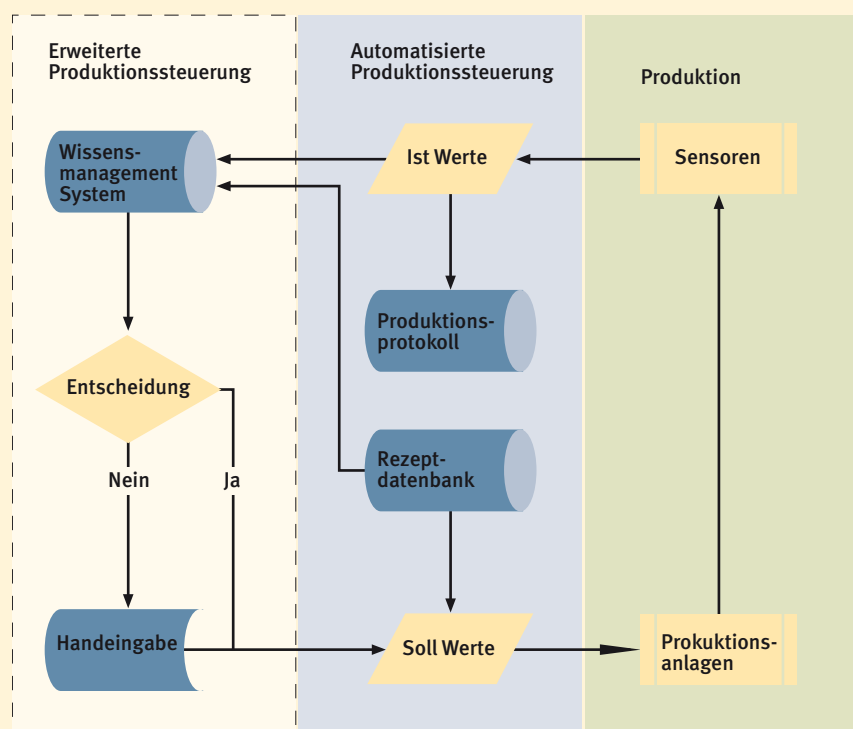 Erweiterte
Produktionssteuerung
Automatisierte
Produktionssteuerung
Produktion
Wissens-
management
System
Ist Werte
Sensoren
Produktions-
protokoll
Entscheidung
Rezept-
datenbank
Nein
Ja
Handeingabe
Soll Werte
Prokuktions-
anlagen